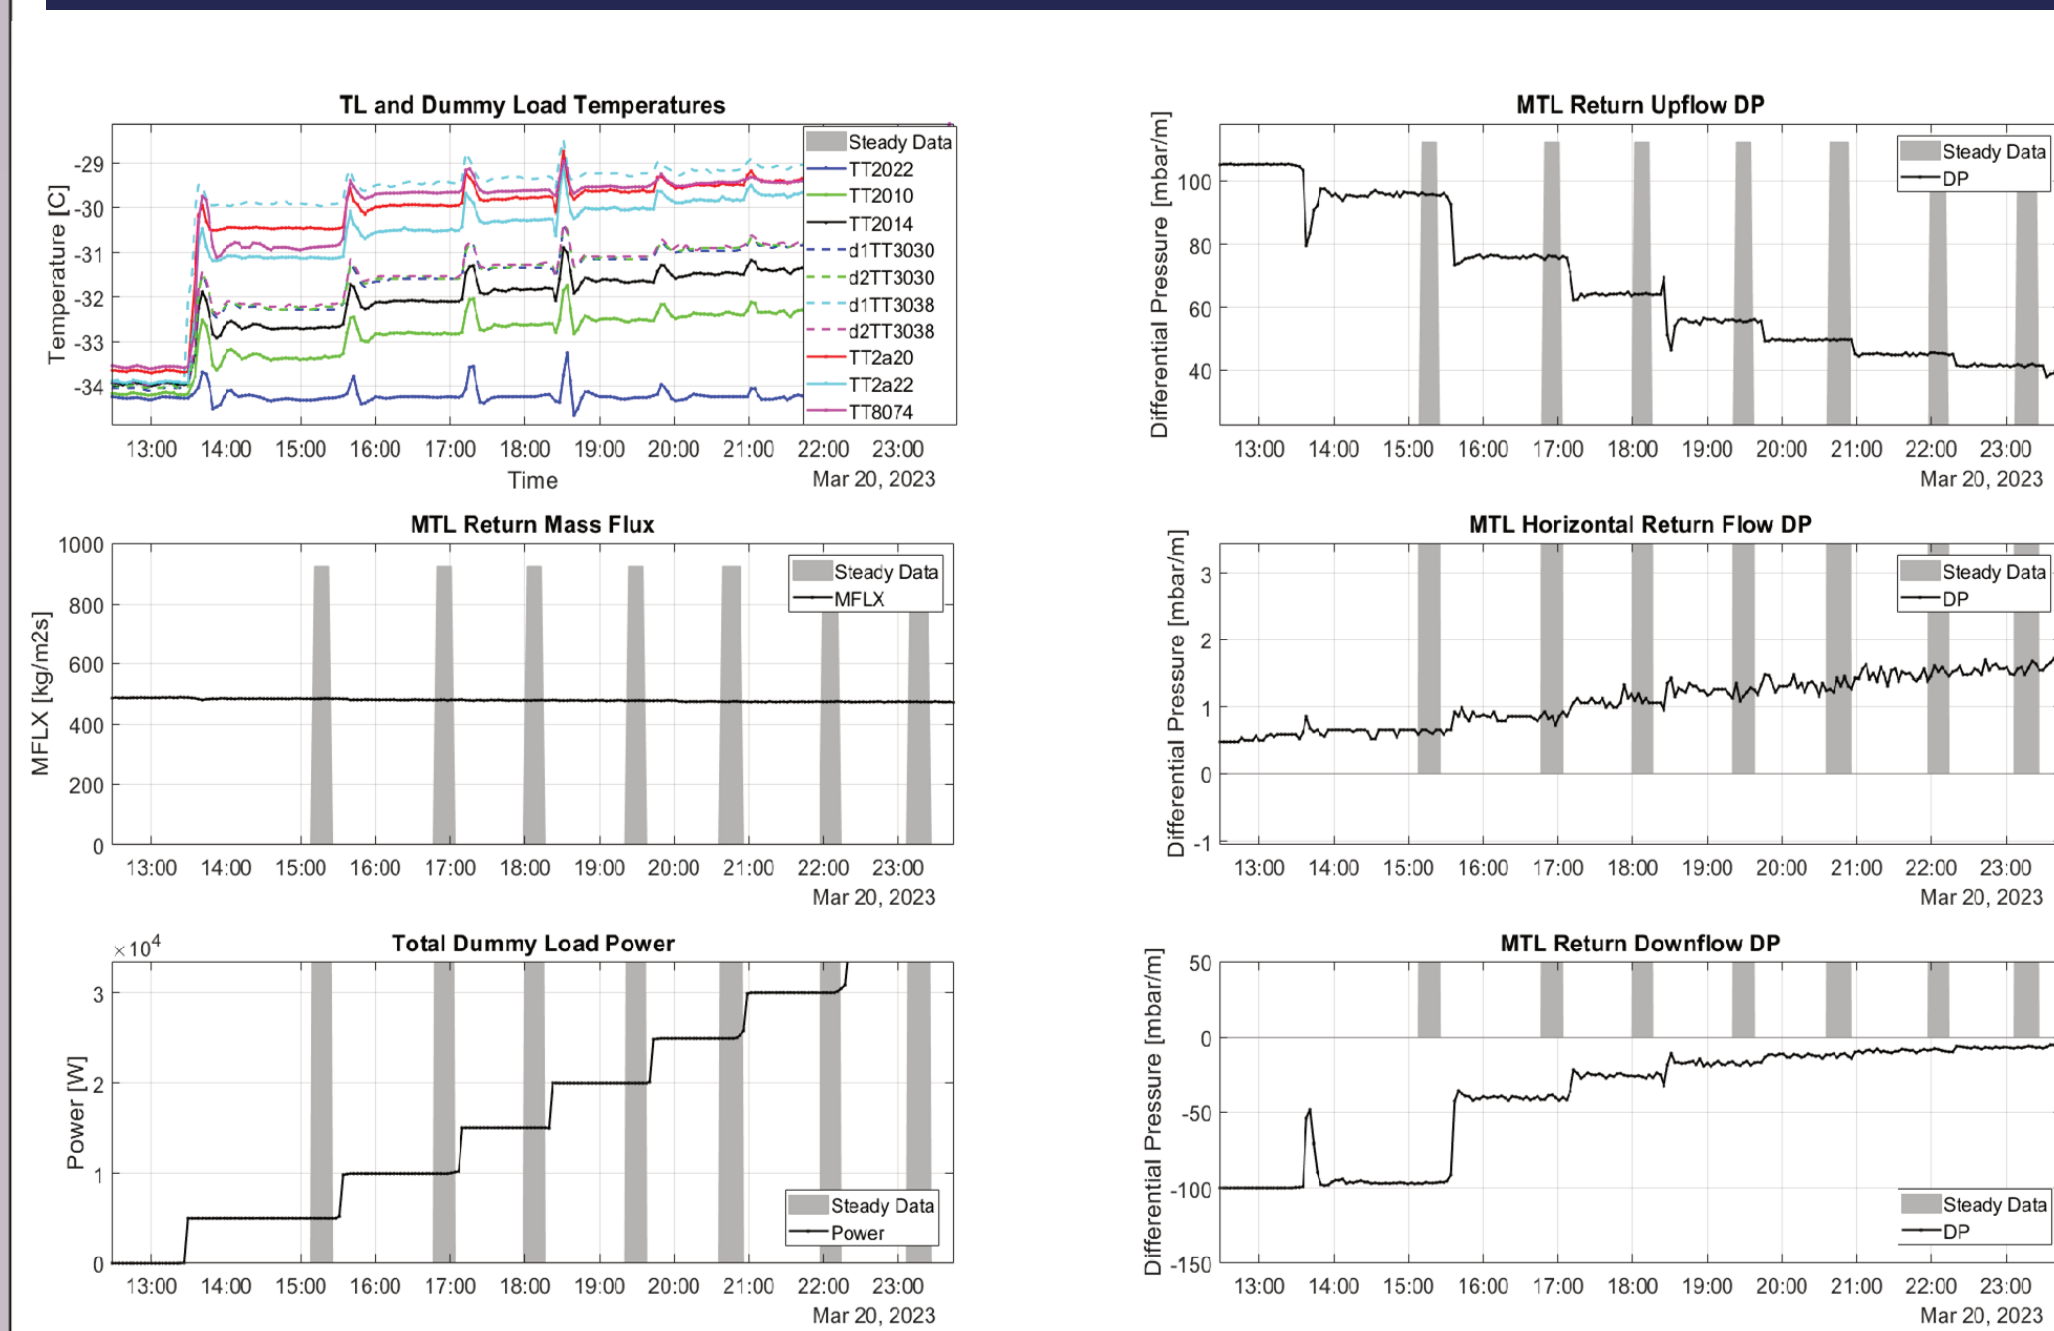 TL and Dummy Load Temperatures
Temperature [C]
-29
-30
-31
-32
-33
-34
Steady Data
TT2022
TT2010
TT2014
d1TT3030
d2TT3030
d1TT3038
d2TT3038
TT2a20
TT2a22
TT8074
13:00 14:00 15:00 16:00 17:00 18:00 19:00 20:00 21:00 22:00 23:00
Time
Mar 20, 2023
MTL Return Upflow DP
Differential Pressure [mbar/m]
100
80
60
40
Steady Data
DP
13:00 14:00 15:00 16:00 17:00 18:00 19:00 20:00 21:00 22:00 23:00
Mar 20, 2023
MTL Return Mass Flux
MFLX [kg/m2s]
1000
800
600
400
200
0
Steady Data
MFLX
13:00 14:00 15:00 16:00 17:00 18:00 19:00 20:00 21:00 22:00 23:00
Mar 20, 2023
MTL Horizontal Return Flow DP
Differential Pressure [mbar/m]
3
2
1
0
-1
Steady Data
DP
13:00 14:00 15:00 16:00 17:00 18:00 19:00 20:00 21:00 22:00 23:00
Mar 20, 2023
Total Dummy Load Power
×10⁴
Power [W]
3
2
1
0
Steady Data
Power
13:00 14:00 15:00 16:00 17:00 18:00 19:00 20:00 21:00 22:00 23:00
Mar 20, 2023
MTL Return Downflow DP
Differential Pressure [mbar/m]
50
0
-50
-100
-150
Steady Data
DP
13:00 14:00 15:00 16:00 17:00 18:00 19:00 20:00 21:00 22:00 23:00
Mar 20, 2023